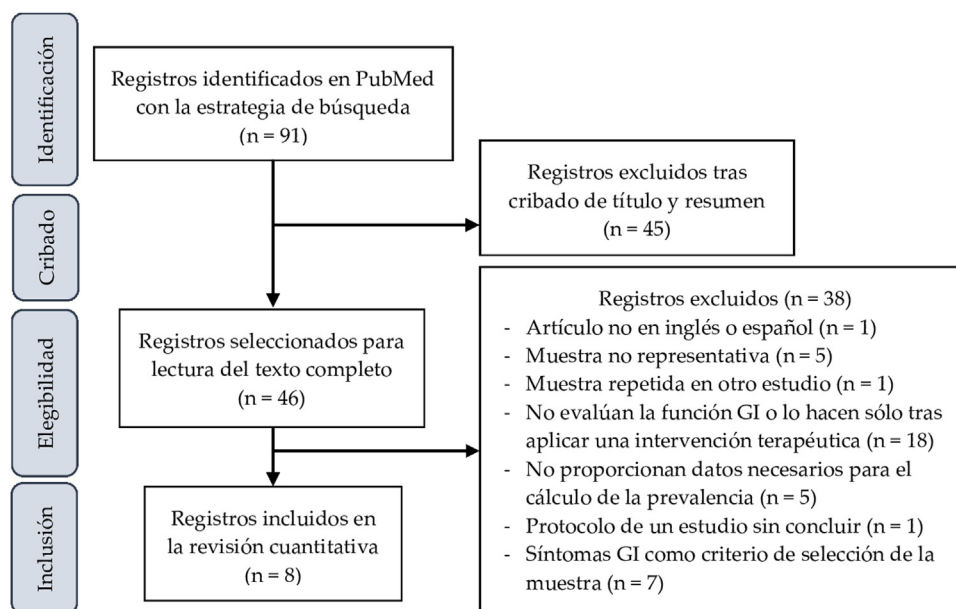 Identificación
Registros identificados en PubMed
con la estrategia de búsqueda
(n = 91)
Cribado
Registros excluidos tras
cribado de título y resumen
(n = 45)
Elegibilidad
Registros seleccionados para
lectura del texto completo
(n = 46)
Registros excluidos (n = 38)
- Artículo no en inglés o español (n = 1)
- Muestra no representativa (n = 5)
- Muestra repetida en otro estudio (n = 1)
- No evalúan la función GI o lo hacen sólo tras
aplicar una intervención terapéutica (n = 18)
- No proporcionan datos necesarios para el
cálculo de la prevalencia (n = 5)
- Protocolo de un estudio sin concluir (n = 1)
- Síntomas GI como criterio de selección de la
muestra (n = 7)
Inclusión
Registros incluidos en
la revisión cuantitativa
(n = 8)